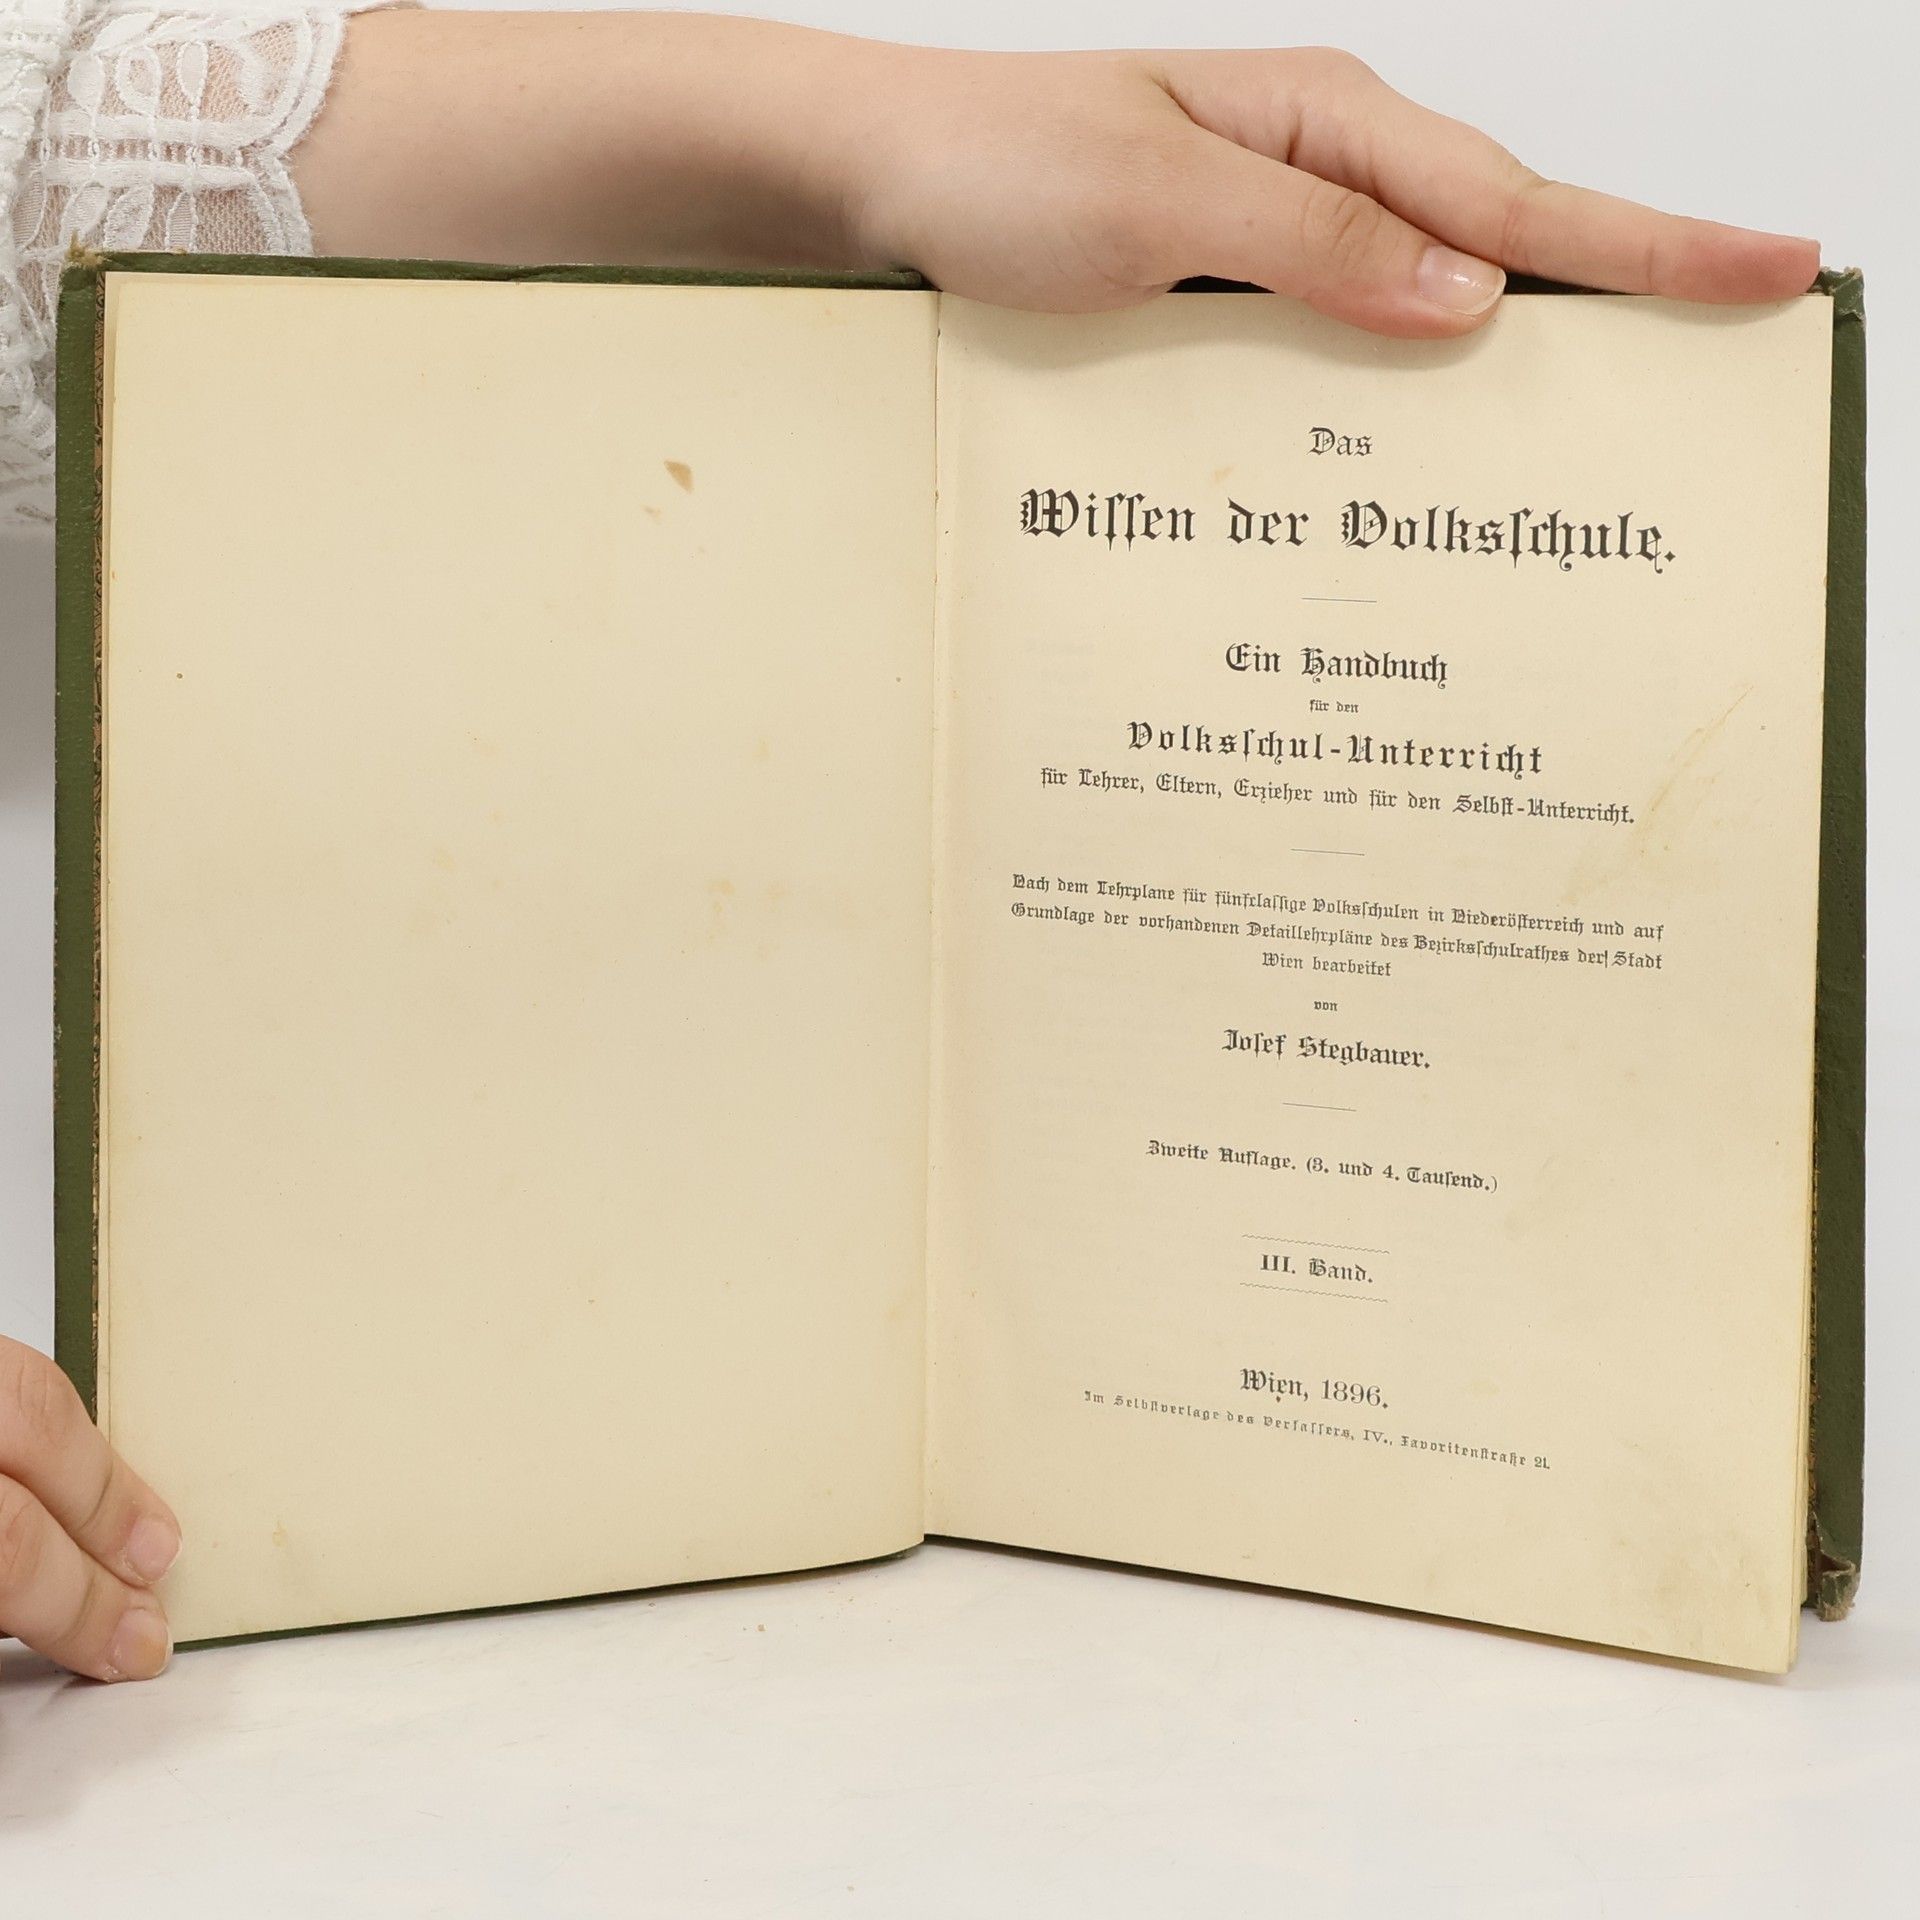 Das
Wiſſen der Volksſchule.
Ein Handbuch
für den
Volksſchul-Unterricht
für Lehrer, Eltern, Erzieher und für den Selbſt-Unterricht.
Nach dem Lehrplane für fünfclaſſige Volksſchulen in Niederöſterreich und auf
Grundlage der vorhandenen Detaillehrpläne des Bezirksſchulrathes der Stadt
Wien bearbeitet
von
Joſef Stegbauer.
Zweite Auflage. (3. und 4. Tauſend.)
III. Band.
Wien, 1896.
Im Selbſtverlage des Verfaſſers, IV., Favoritenſtraße 21.